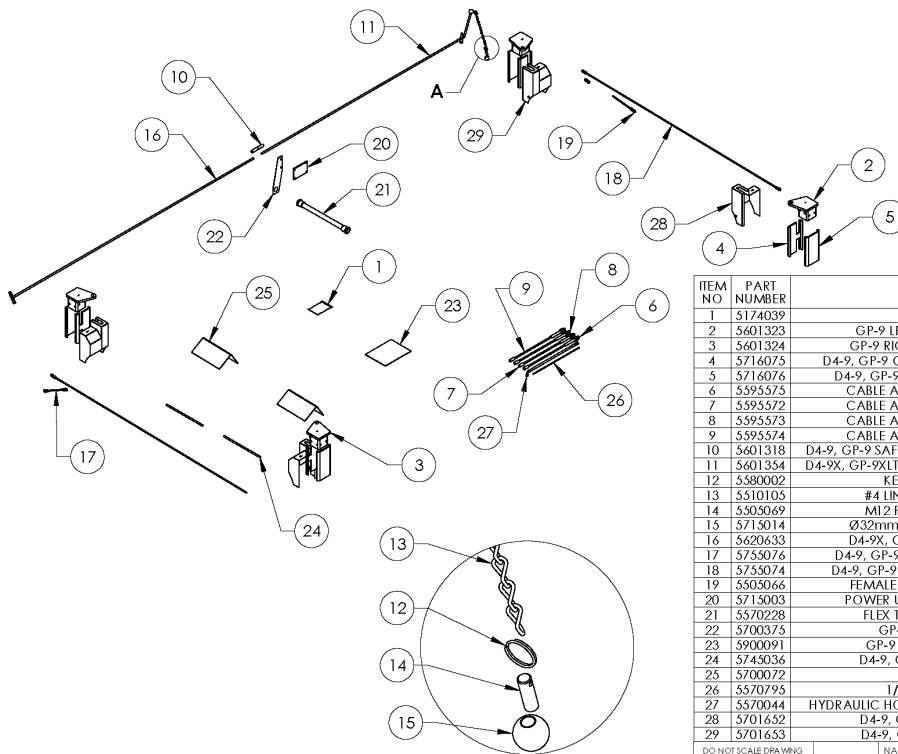 11
10
A
16
20
29
19
18
2
21
22
28
4
5
1
8
25
23
9
6
7
26
27
17
3
24
13
12
14
15
ITEM NO PART NUMBER
1 5174039
2 5601323 GP-9 LE
3 5601324 GP-9 RIG
4 5716075 D4-9, GP-9 C
5 5716076 D4-9, GP-9
6 5595575 CABLE A
7 5595572 CABLE A
8 5595573 CABLE A
9 5595574 CABLE A
10 5601318 D4-9, GP-9 SAF
11 5601354 D4-9X, GP-9XLT
12 5580002 KE
13 5510105 #4 LIN
14 5505069 M12 F
15 5715014 Ø32mm
16 5620633 D4-9X, G
17 5755076 D4-9, GP-9
18 5755074 D4-9, GP-9
19 5505066 FEMALE
20 5715003 POWER U
21 5570228 FLEX T
22 5700375 GP-
23 5900091 GP-9
24 5745036 D4-9, G
25 5700072
26 5570795 1/
27 5570044 HYDRAULIC HO
28 5701652 D4-9, G
29 5701653 D4-9, G
DO NOT SCALE DRAWING NA